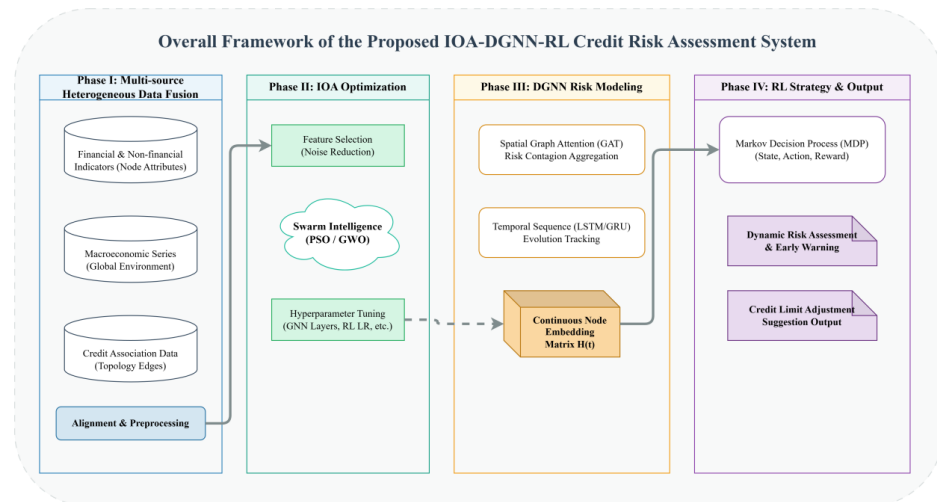 Overall Framework of the Proposed IOA-DGNN-RL Credit Risk Assessment System
Phase I: Multi-source
Heterogeneous Data Fusion
Financial & Non-financial
Indicators (Node Attributes)
Macroeconomic Series
(Global Environment)
Credit Association Data
(Topology Edges)
Alignment & Preprocessing
Phase II: IOA Optimization
Feature Selection
(Noise Reduction)
Swarm Intelligence
(PSO / GWO)
Hyperparameter Tuning
(GNN Layers, RL LR, etc.)
Phase III: DGNN Risk Modeling
Spatial Graph Attention (GAT)
Risk Contagion Aggregation
Temporal Sequence (LSTM/GRU)
Evolution Tracking
Continuous Node
Embedding
Matrix H(t)
Phase IV: RL Strategy & Output
Markov Decision Process (MDP)
(State, Action, Reward)
Dynamic Risk Assessment
& Early Warning
Credit Limit Adjustment
Suggestion Output